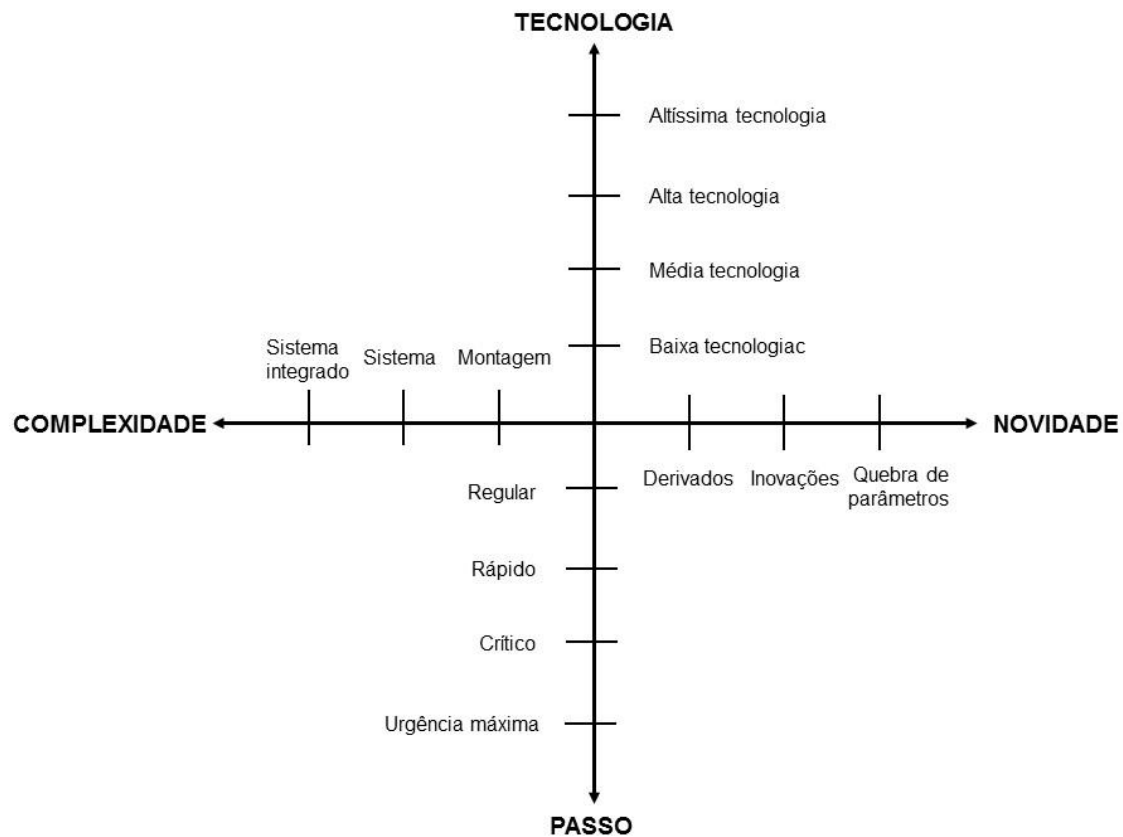 TECNOLOGIA
Altíssima tecnologia
Alta tecnologia
Média tecnologia
Baixa tecnologiac
Sistema
integrado
Sistema
Montagem
COMPLEXIDADE
NOVIDADE
Derivados
Inovações
Quebra de
parâmetros
Regular
Rápido
Crítico
Urgência máxima
PASSO